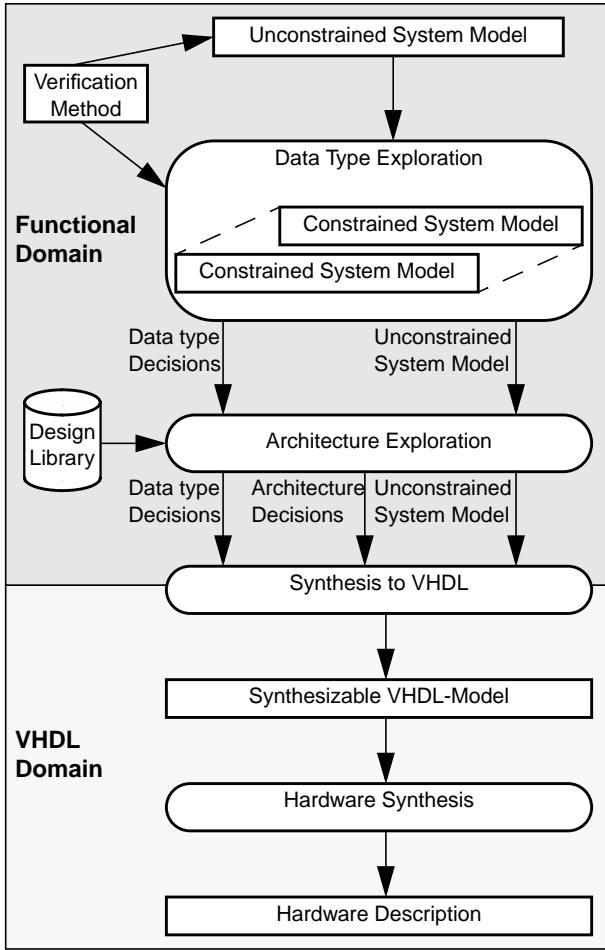 Unconstrained System Model
Verification
Method
Data Type Exploration
Functional
Domain
Constrained System Model
Constrained System Model
Data type
Decisions
Unconstrained
System Model
Design
Library
Architecture Exploration
Data type
Decisions
Architecture
Decisions
Unconstrained
System Model
Synthesis to VHDL
Synthesizable VHDL-Model
VHDL
Domain
Hardware Synthesis
Hardware Description